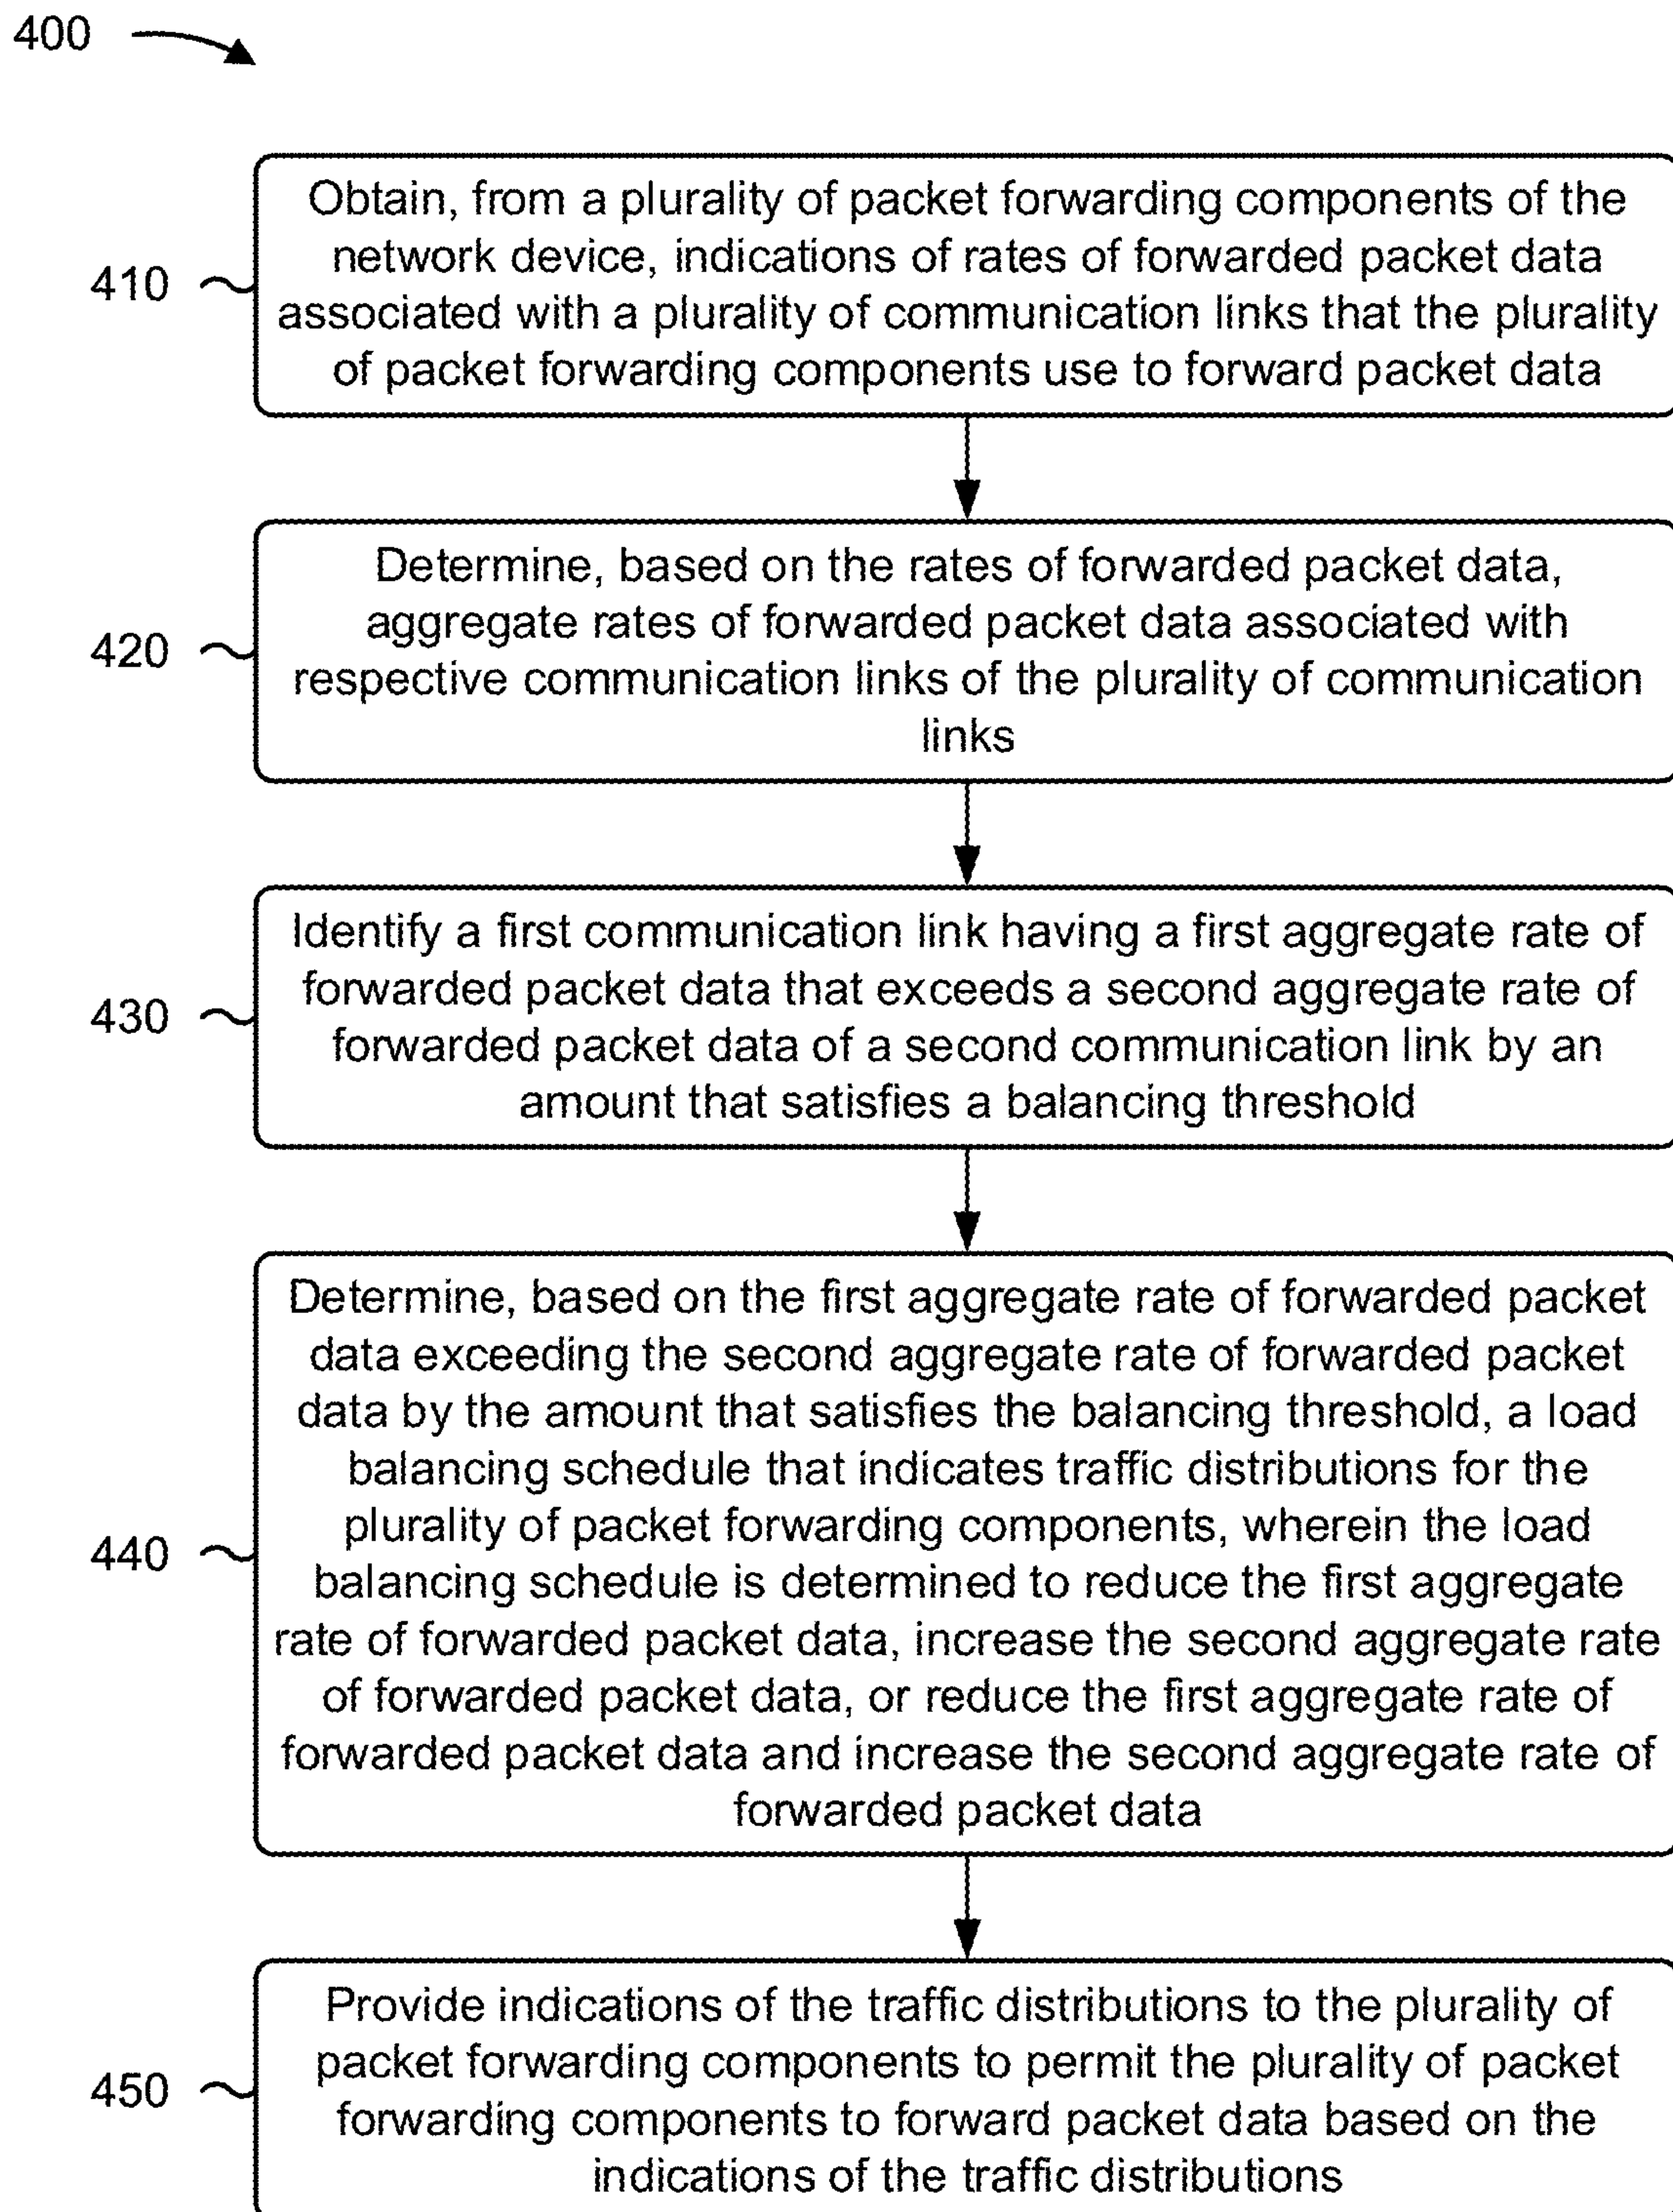 400
Obtain, from a plurality of packet forwarding components of the
network device, indications of rates of forwarded packet data
associated with a plurality of communication links that the plurality
of packet forwarding components use to forward packet data
410
Determine, based on the rates of forwarded packet data,
aggregate rates of forwarded packet data associated with
respective communication links of the plurality of communication
links
420
Identify a first communication link having a first aggregate rate of
forwarded packet data that exceeds a second aggregate rate of
forwarded packet data of a second communication link by an
amount that satisfies a balancing threshold
430
Determine, based on the first aggregate rate of forwarded packet
data exceeding the second aggregate rate of forwarded packet
data by the amount that satisfies the balancing threshold, a load
balancing schedule that indicates traffic distributions for the
plurality of packet forwarding components, wherein the load
balancing schedule is determined to reduce the first aggregate
rate of forwarded packet data, increase the second aggregate rate
of forwarded packet data, or reduce the first aggregate rate of
forwarded packet data and increase the second aggregate rate of
forwarded packet data
440
Provide indications of the traffic distributions to the plurality of
packet forwarding components to permit the plurality of packet
forwarding components to forward packet data based on the
indications of the traffic distributions
450